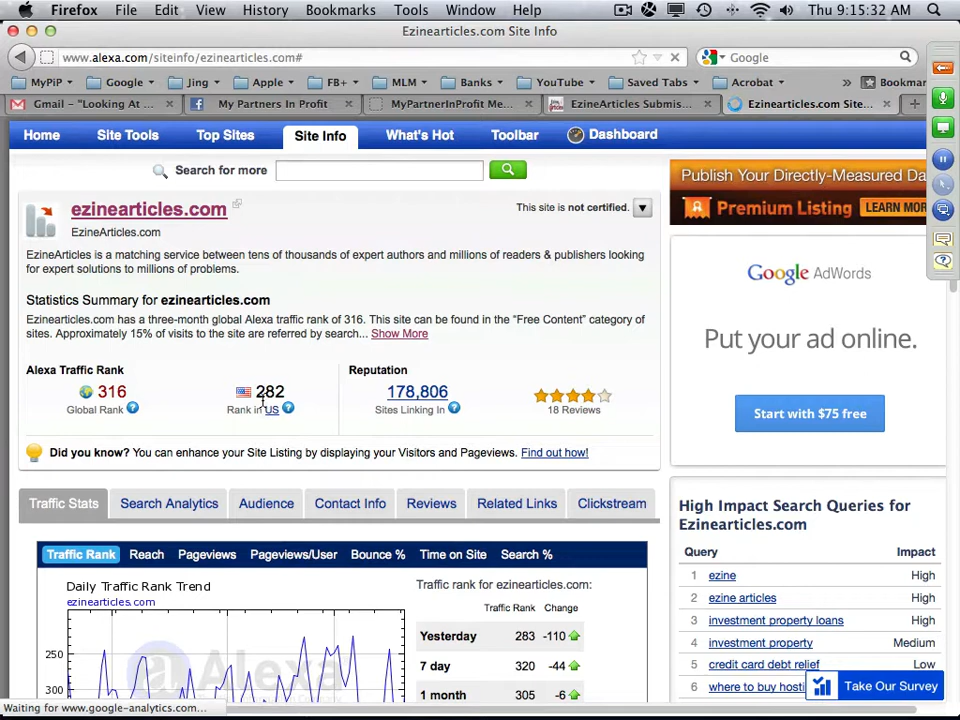 Firefox File Edit View History Bookmarks Tools Window Help Thu 9:15:32 AM
Ezinearticles.com Site Info
www.alexa.com/siteinfo/ezinearticles.com# Google
MyPiP Google Jing Apple FB+ MLM Banks YouTube Saved Tabs Acrobat » Bookmar
Gmail - "Looking At ... My Partners In Profit MyPartnerInProfit Me... EzineArticles Submis... Ezinearticles.com Site...
Home Site Tools Top Sites Site Info What's Hot Toolbar Dashboard
Search for more
Publish Your Directly-Measured Da
Premium Listing LEARN MOR
ezinearticles.com This site is not certified.
EzineArticles.com
EzineArticles is a matching service between tens of thousands of expert authors and millions of readers & publishers looking
for expert solutions to millions of problems.
Google AdWords
Put your ad online.
Start with $75 free
Statistics Summary for ezinearticles.com
Ezinearticles.com has a three-month global Alexa traffic rank of 316. This site can be found in the “Free Content” category of
sites. Approximately 15% of visits to the site are referred by search... Show More
Alexa Traffic Rank Reputation
316 282 178,806
Global Rank ? Rank in US ? Sites Linking In ? 18 Reviews
Did you know? You can enhance your Site Listing by displaying your Visitors and Pageviews. Find out how!
Traffic Stats Search Analytics Audience Contact Info Reviews Related Links Clickstream
Traffic Rank Reach Pageviews Pageviews/User Bounce % Time on Site Search %
Daily Traffic Rank Trend
ezinearticles.com
250
300
a Alexa
Traffic rank for ezinearticles.com:
Traffic Rank Change
Yesterday 283 -110
7 day 320 -44
1 month 305 -6
High Impact Search Queries for
Ezinearticles.com
Query Impact
1 ezine High
2 ezine articles High
3 investment property loans High
4 investment property Medium
5 credit card debt relief Low
6 where to buy hosti
Take Our Survey
Waiting for www.google-analytics.com...